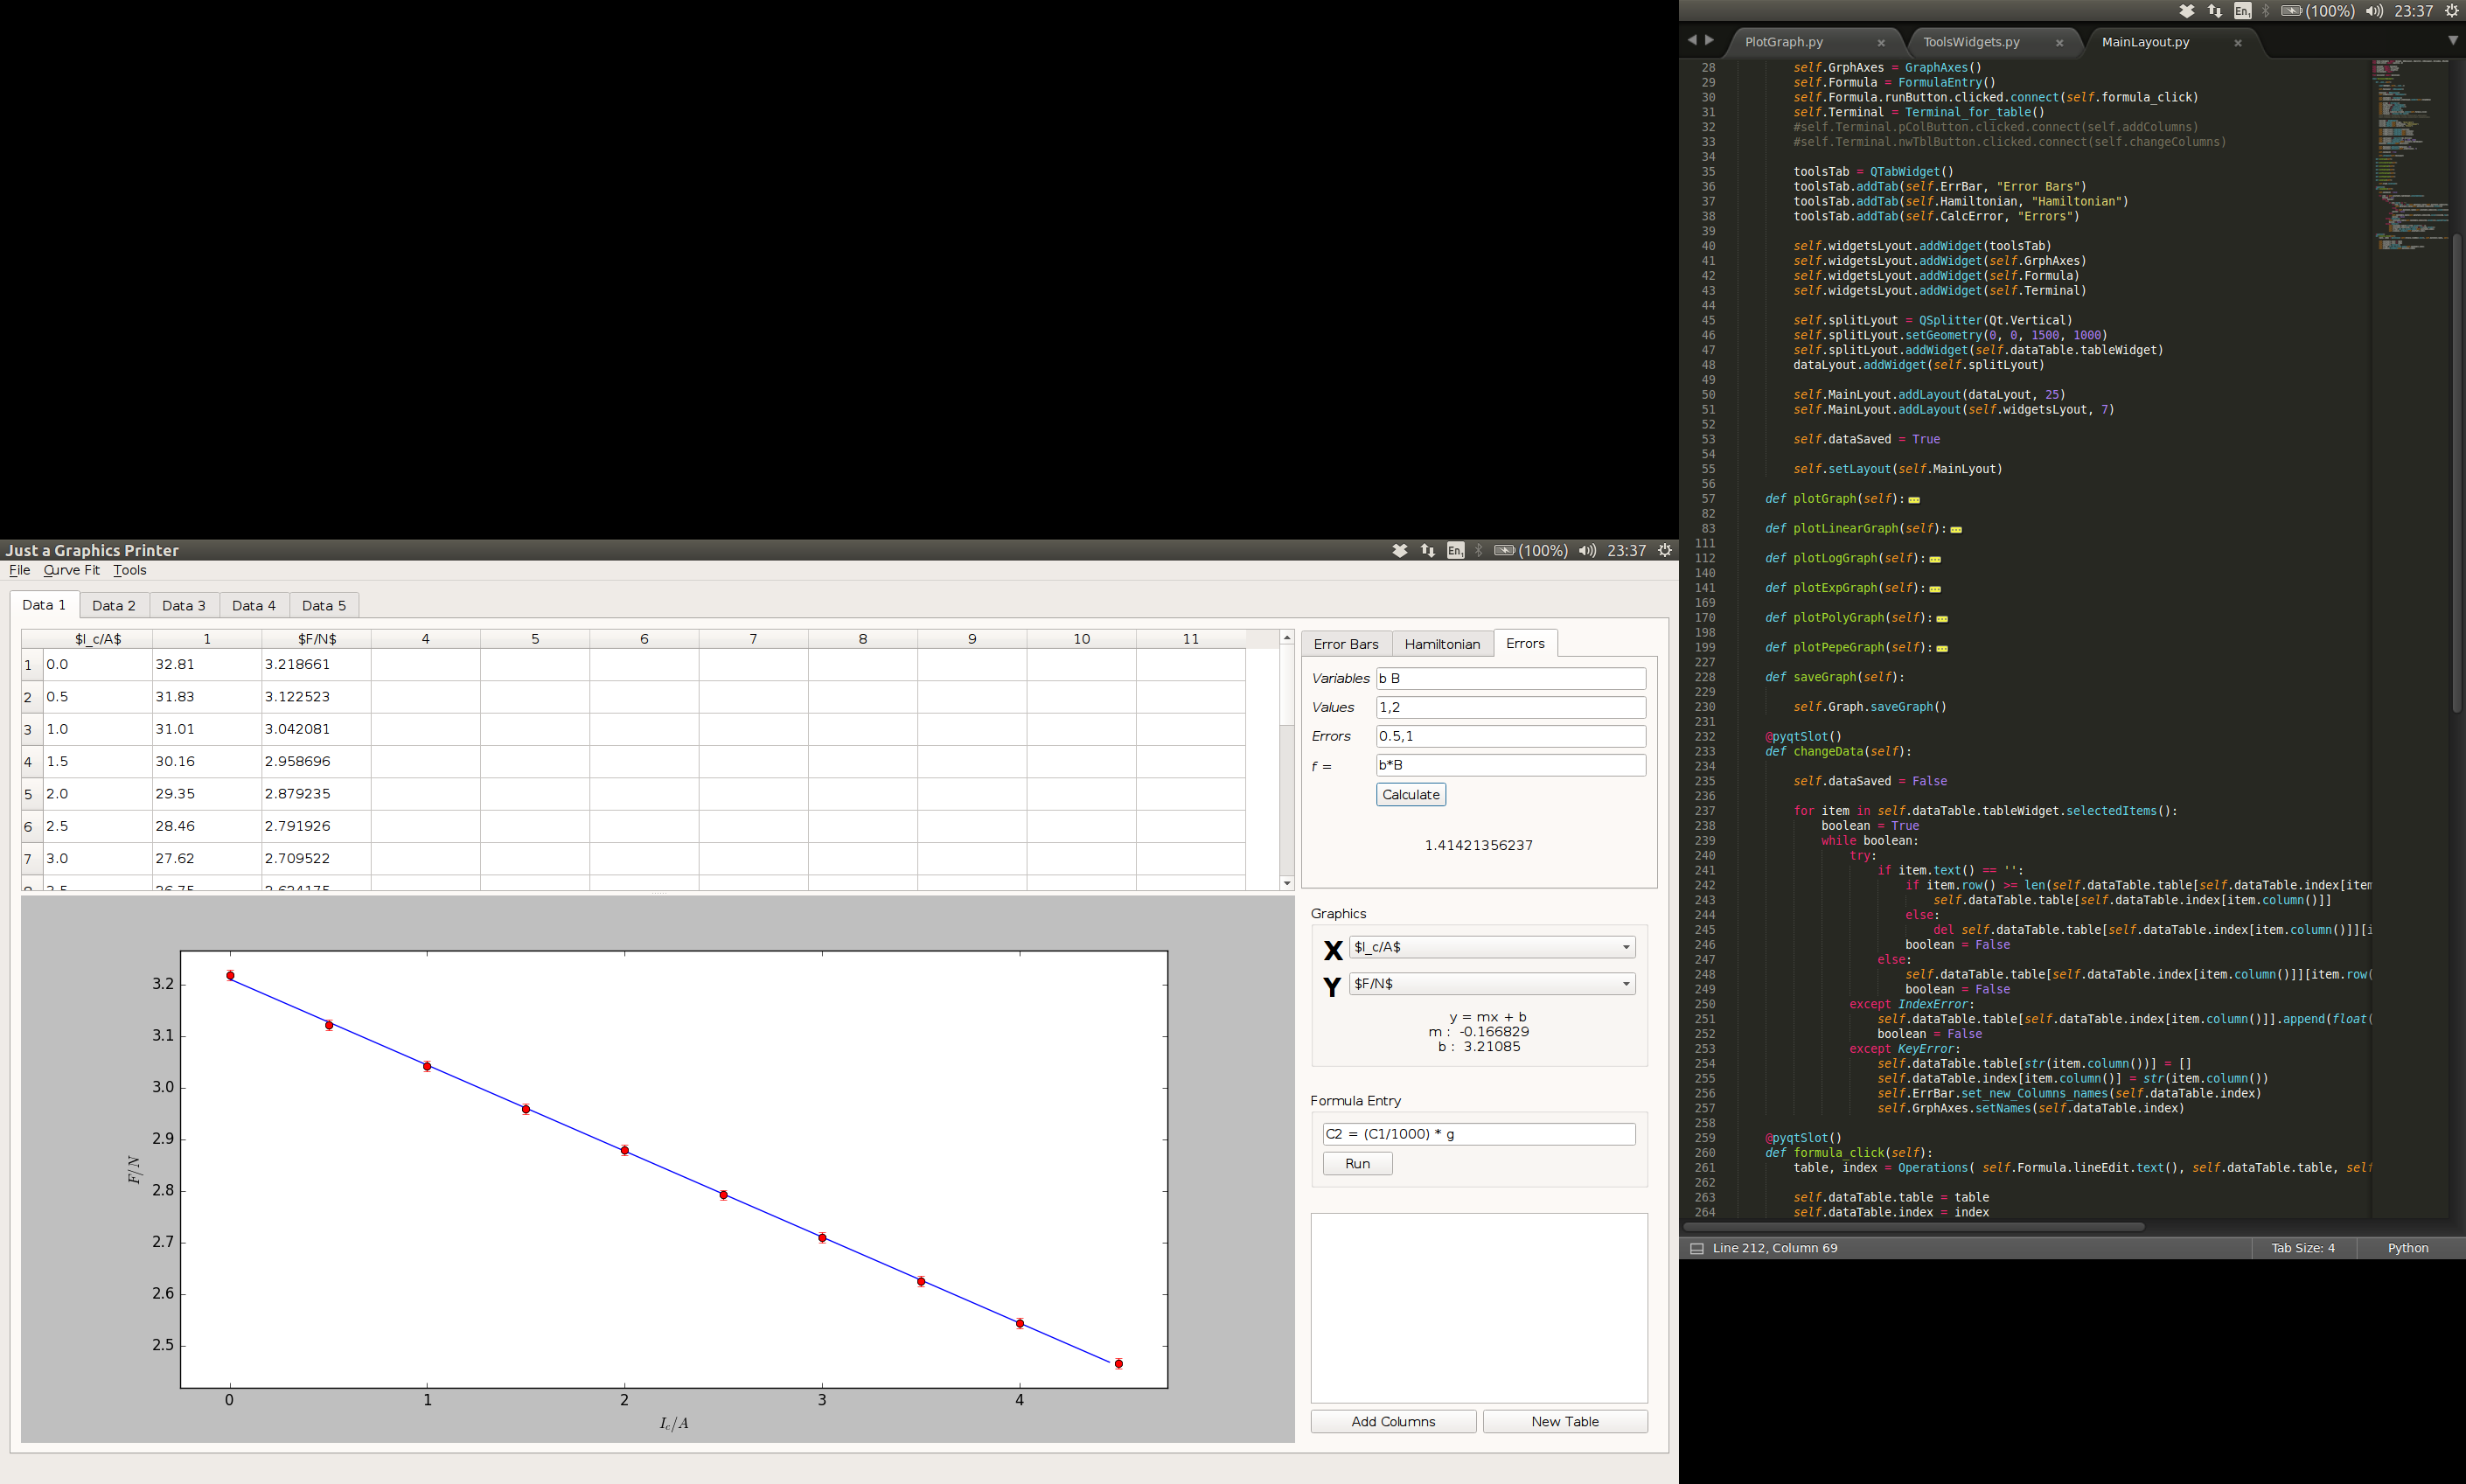 Just a Graphics Printer
En1 (100%) 23:37
File Curve Fit Tools
Data 1 Data 2 Data 3 Data 4 Data 5
$I_c/A$ 1 $F/N$ 4 5 6 7 8 9 10 11
1 0.0 32.81 3.218661
2 0.5 31.83 3.122523
3 1.0 31.01 3.042081
4 1.5 30.16 2.958696
5 2.0 29.35 2.879235
6 2.5 28.46 2.791926
7 3.0 27.62 2.709522
8 3.5 26.75 2.624175
3.2
3.1
3.0
2.9
2.8
2.7
2.6
2.5
F/N
0 1 2 3 4
I_c/A
Error Bars Hamiltonian Errors
Variables b B
Values 1,2
Errors 0.5,1
f = b*B
Calculate
1.41421356237
Graphics
X $I_c/A$
Y $F/N$
y = mx + b
m : -0.166829
b : 3.21085
Formula Entry
C2 = (C1/1000) * g
Run
Add Columns New Table
En1 (100%) 23:37
PlotGraph.py ToolsWidgets.py MainLayout.py
28 self.GrphAxes = GraphAxes()
29 self.Formula = FormulaEntry()
30 self.Formula.runButton.clicked.connect(self.formula_click)
31 self.Terminal = Terminal_for_table()
32 #self.Terminal.pColButton.clicked.connect(self.addColumns)
33 #self.Terminal.nwTblButton.clicked.connect(self.changeColumns)
34
35 toolsTab = QTabWidget()
36 toolsTab.addTab(self.ErrBar, "Error Bars")
37 toolsTab.addTab(self.Hamiltonian, "Hamiltonian")
38 toolsTab.addTab(self.CalcError, "Errors")
39
40 self.widgetsLyout.addWidget(toolsTab)
41 self.widgetsLyout.addWidget(self.GrphAxes)
42 self.widgetsLyout.addWidget(self.Formula)
43 self.widgetsLyout.addWidget(self.Terminal)
44
45 self.splitLyout = QSplitter(Qt.Vertical)
46 self.splitLyout.setGeometry(0, 0, 1500, 1000)
47 self.splitLyout.addWidget(self.dataTable.tableWidget)
48 dataLyout.addWidget(self.splitLyout)
49
50 self.MainLyout.addLayout(dataLyout, 25)
51 self.MainLyout.addLayout(self.widgetsLyout, 7)
52
53 self.dataSaved = True
54
55 self.setLayout(self.MainLyout)
56
57 def plotGraph(self):
82
83 def plotLinearGraph(self):
111
112 def plotLogGraph(self):
140
141 def plotExpGraph(self):
169
170 def plotPolyGraph(self):
198
199 def plotPepeGraph(self):
227
228 def saveGraph(self):
229
230 self.Graph.saveGraph()
231
232 @pyqtSlot()
233 def changeData(self):
234
235 self.dataSaved = False
236
237 for item in self.dataTable.tableWidget.selectedItems():
238 boolean = True
239 while boolean:
240 try:
241 if item.text() == '':
242 if item.row() >= len(self.dataTable.table[self.dataTable.index[item
243 self.dataTable.table[self.dataTable.index[item.column()]]
244 else:
245 del self.dataTable.table[self.dataTable.index[item.column()]][i
246 boolean = False
247 else:
248 self.dataTable.table[self.dataTable.index[item.column()]][item.row(
249 boolean = False
250 except IndexError:
251 self.dataTable.table[self.dataTable.index[item.column()]].append(float(
252 boolean = False
253 except KeyError:
254 self.dataTable.table[str(item.column())] = []
255 self.dataTable.index[item.column()] = str(item.column())
256 self.ErrBar.set_new_Columns_names(self.dataTable.index)
257 self.GrphAxes.setNames(self.dataTable.index)
258
259 @pyqtSlot()
260 def formula_click(self):
261 table, index = Operations( self.Formula.lineEdit.text(), self.dataTable.table, self
262
263 self.dataTable.table = table
264 self.dataTable.index = index
Line 212, Column 69 Tab Size: 4 Python